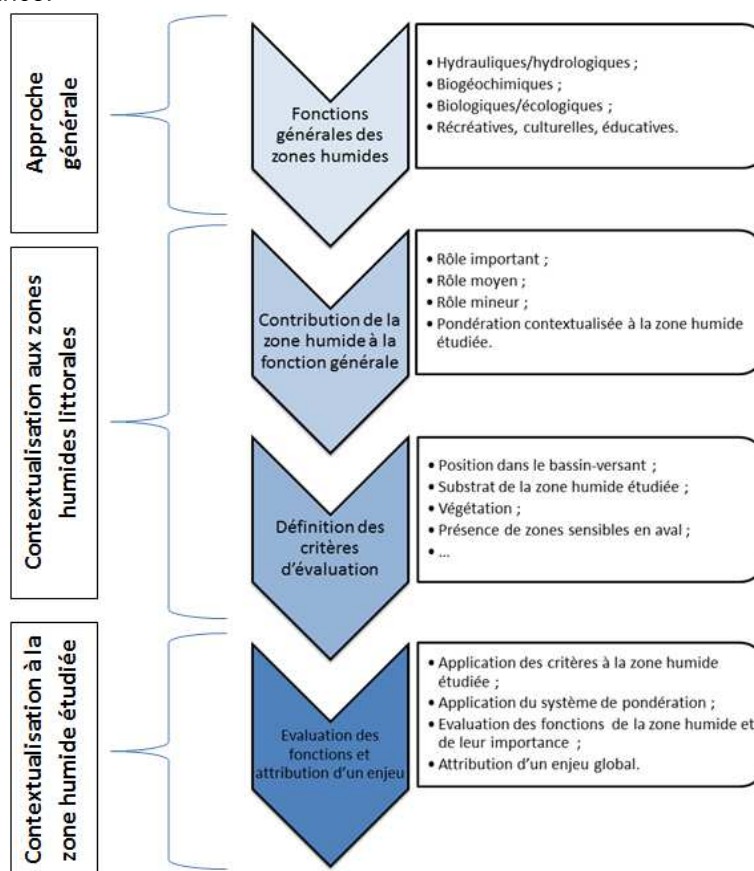 Approche
générale
Fonctions
générales des
zones humides
• Hydrauliques/hydrologiques ;
• Biogéochimiques ;
• Biologiques/écologiques ;
• Récréatives, culturelles, éducatives.
Contextualisation aux zones
humides littorales
Contribution de la
zone humide à la
fonction générale
• Rôle important ;
• Rôle moyen ;
• Rôle mineur ;
• Pondération contextualisée à la zone humide
étudiée.
Définition des
critères
d'évaluation
• Position dans le bassin-versant ;
• Substrat de la zone humide étudiée ;
• Végétation ;
• Présence de zones sensibles en aval ;
• ...
Contextualisation à la
zone humide étudiée
Evaluation des
fonctions et
attribution d'un enjeu
• Application des critères à la zone humide
étudiée ;
• Application du système de pondération ;
• Evaluation des fonctions de la zone humide et
de leur importance ;
• Attribution d'un enjeu global.